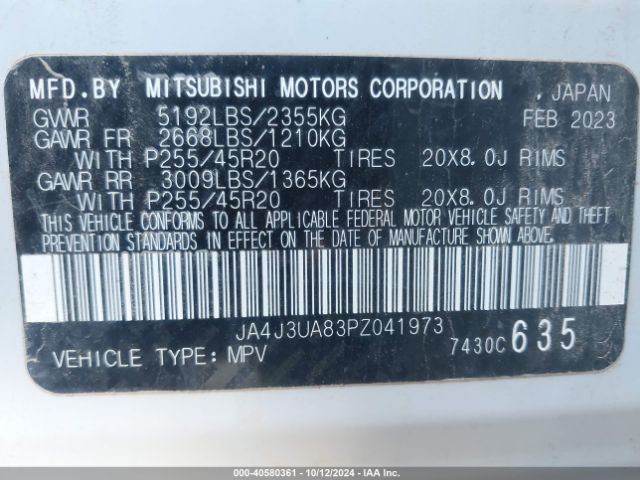 MFD.BY MITSUBISHI MOTORS CORPORATION . JAPAN
GVWR 5192LBS/2355KG FEB 2023
GAWR FR 2668LBS/1210KG
WITH P255/45R20 TIRES 20X8.0J RIMS
GAWR RR 3009LBS/1365KG
WITH P255/45R20 TIRES 20X8.0J RIMS
THIS VEHICLE CONFORMS TO ALL APPLICABLE FEDERAL MOTOR VEHICLE SAFETY AND THEFT
PREVENTION STANDARDS IN EFFECT ON THE DATE OF MANUFACTURE SHOWN ABOVE.
JA4J3UA83PZ041973
VEHICLE TYPE: MPV 7430C 635
000-40580361 - 10/12/2024 - IAA Auctions